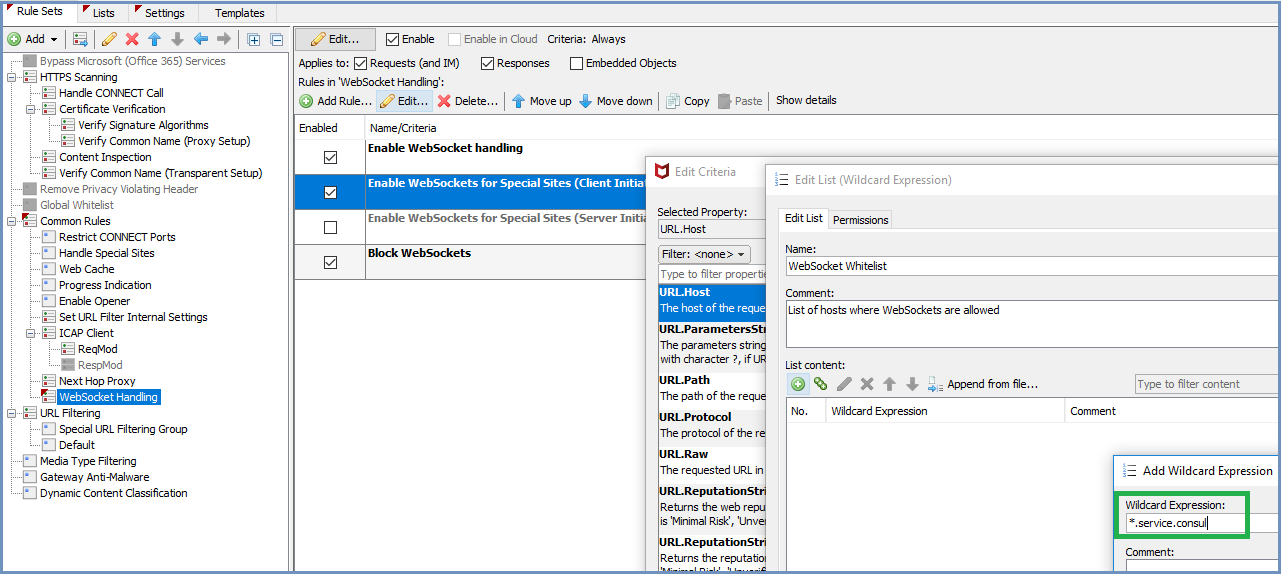 Rule Sets
Lists
Settings
Templates
Add
Bypass Microsoft (Office 365) Services
HTTPS Scanning
Handle CONNECT Call
Certificate Verification
Verify Signature Algorithms
Verify Common Name (Proxy Setup)
Content Inspection
Verify Common Name (Transparent Setup)
Remove Privacy Violating Header
Global Whitelist
Common Rules
Restrict CONNECT Ports
Handle Special Sites
Web Cache
Progress Indication
Enable Opener
Set URL Filter Internal Settings
ICAP Client
ReqMod
RespMod
Next Hop Proxy
WebSocket Handling
URL Filtering
Special URL Filtering Group
Default
Media Type Filtering
Gateway Anti-Malware
Dynamic Content Classification
Edit... Enable Enable in Cloud Criteria: Always
Applies to: Requests (and IM) Responses Embedded Objects
Rules in 'WebSocket Handling':
Add Rule... Edit... Delete... Move up Move down Copy Paste Show details
Enabled Name/Criteria
Enable WebSocket handling
Enable WebSockets for Special Sites (Client Initiat
Enable WebSockets for Special Sites (Server Initia
Block WebSockets
Edit Criteria
Selected Property:
URL.Host
Filter: <none>
Type to filter propertie
URL.Host
The host of the reque
URL.ParametersStr
The parameters string
with character ?, if UR
URL.Path
The path of the reque
URL.Protocol
The protocol of the re
URL.Raw
The requested URL in
URL.ReputationStri
Returns the web repu
is 'Minimal Risk', 'Unver
URL.ReputationStri
Returns the reputation
'Minimal Risk', 'Unverifi
Edit List (Wildcard Expression)
Edit List Permissions
Name:
WebSocket Whitelist
Comment:
List of hosts where WebSockets are allowed
List content:
Append from file... Type to filter content
No. Wildcard Expression Comment
Add Wildcard Expression
Wildcard Expression:
*.service.consul
Comment: